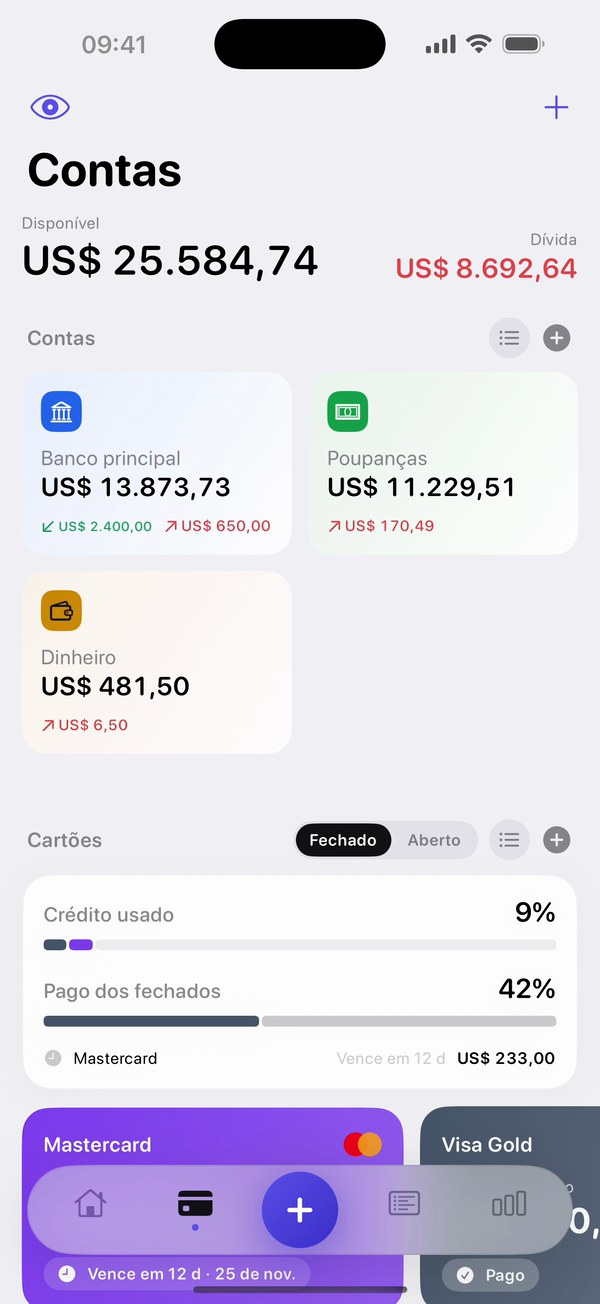 09:41
Contas
Disponível
US$ 25.584,74
Dívida
US$ 8.692,64
Contas
Banco principal
US$ 13.873,73
US$ 2.400,00 US$ 650,00
Poupanças
US$ 11.229,51
US$ 170,49
Dinheiro
US$ 481,50
US$ 6,50
Cartões
Fechado Aberto
Crédito usado 9%
Pago dos fechados 42%
Mastercard Vence em 12 d US$ 233,00
Mastercard
Vence em 12 d · 25 de nov.
Visa Gold
Pago